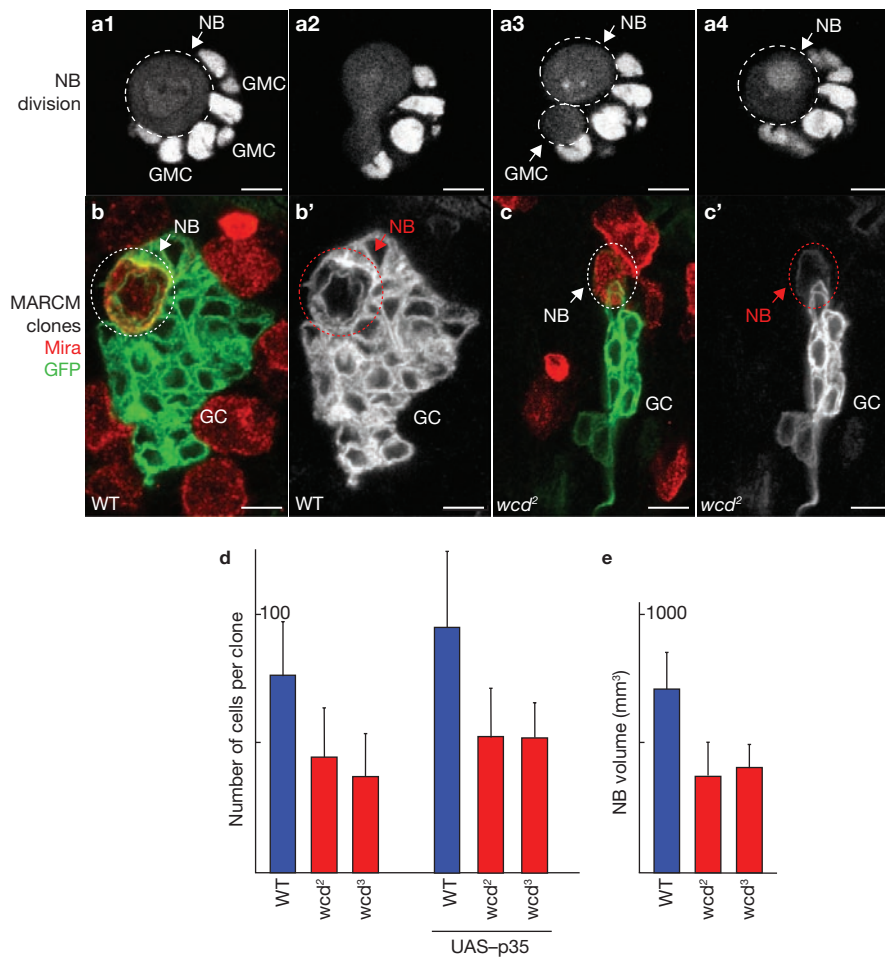 NB
division
a1
NB
GMC
GMC
GMC
a2
a3
NB
GMC
a4
MARCM
clones
Mira
GFP
b
NB
GC
WT
b'
NB
GC
WT
c
NB
GC
wcd²
c'
NB
GC
wcd²
d
Number of cells per clone
100
WT
wcd²
wcd³
WT
wcd²
wcd³
UAS–p35
e
NB volume (mm³)
1000
WT
wcd²
wcd³